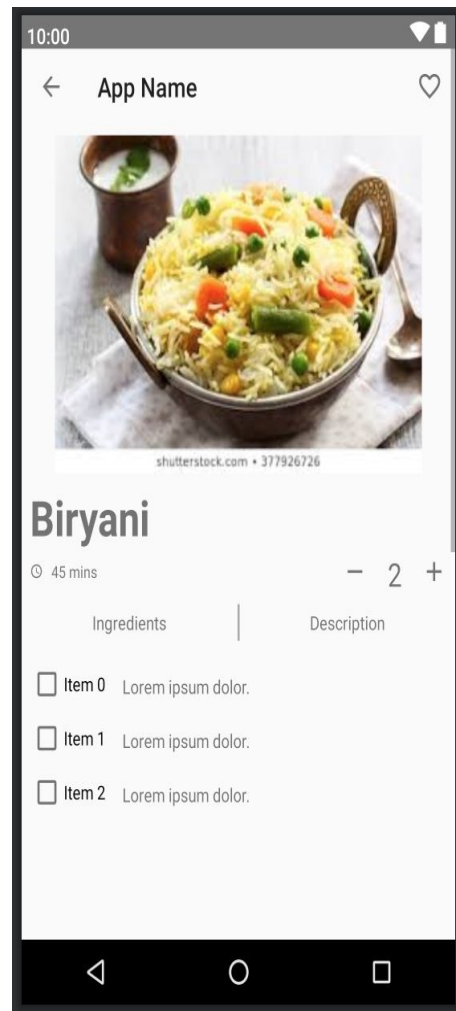 10:00
App Name
shutterstock.com • 377926726
Biryani
45 mins
2
Ingredients
Description
Item 0 Lorem ipsum dolor.
Item 1 Lorem ipsum dolor.
Item 2 Lorem ipsum dolor.